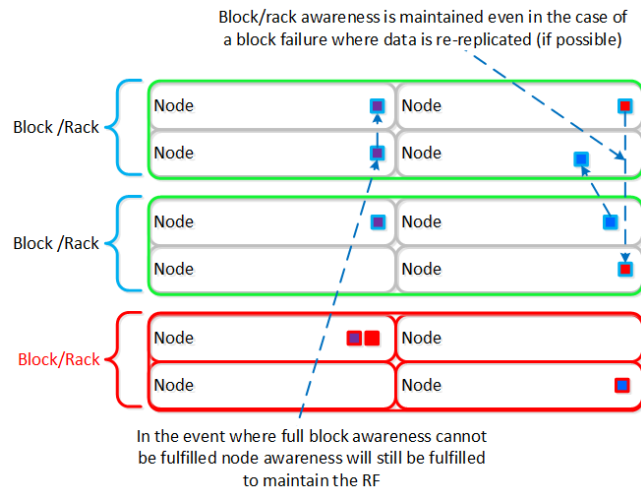 Block/rack awareness is maintained even in the case of
a block failure where data is re-replicated (if possible)
Block /Rack
Node
Node
Node
Node
Block /Rack
Node
Node
Node
Node
Block/Rack
Node
Node
Node
Node
In the event where full block awareness cannot
be fulfilled node awareness will still be fulfilled
to maintain the RF